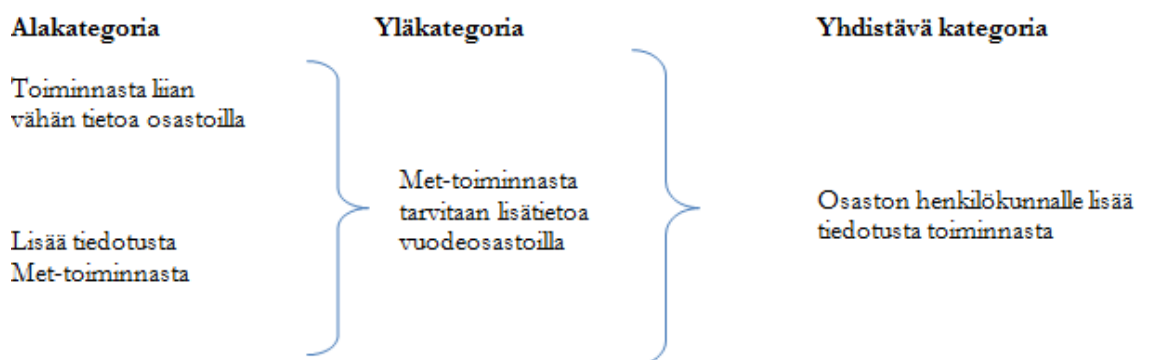 Alakategoria
Yläkategoria
Yhdistävä kategoria
Toiminnasta liian
vähän tietoa osastoilla
Lisää tiedotusta
Met-toiminnasta
Met-toiminnasta
tarvitaan lisätietoa
vuodeosastoilla
Osaston henkilökunnalle lisää
tiedotusta toiminnasta